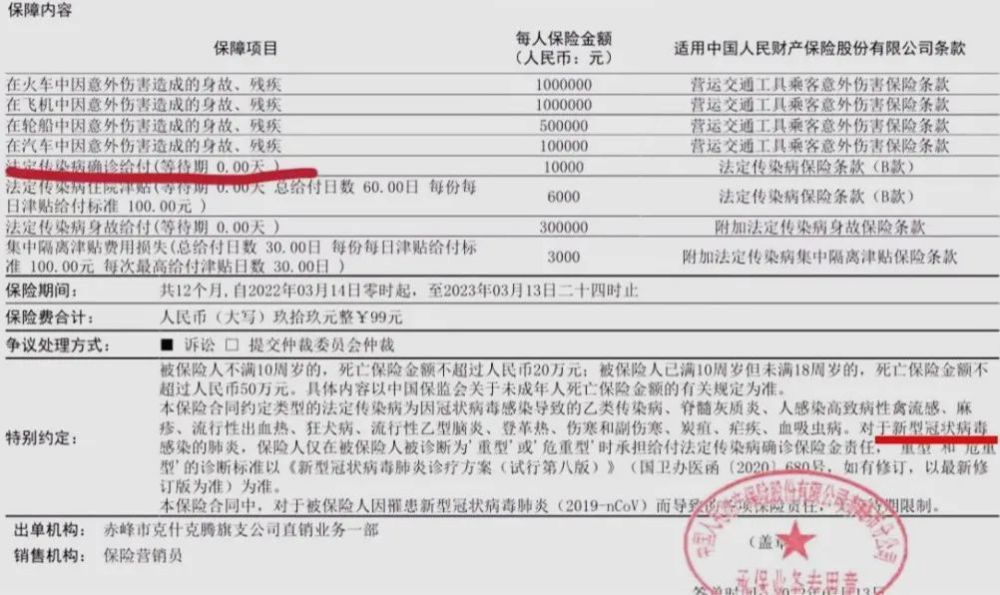 保障内容
保障项目 每人保险金额 (人民币：元) 适用中国人民财产保险股份有限公司条款
在火车中因意外伤害造成的身故、残疾 1000000 营运交通工具乘客意外伤害保险条款
在飞机中因意外伤害造成的身故、残疾 1000000 营运交通工具乘客意外伤害保险条款
在轮船中因意外伤害造成的身故、残疾 500000 营运交通工具乘客意外伤害保险条款
在汽车中因意外伤害造成的身故、残疾 100000 营运交通工具乘客意外伤害保险条款
法定传染病确诊给付(等待期 0.00天 ) 10000 法定传染病保险条款（B款）
法定传染病住院津贴(等待期 0.00天 总给付日数 60.00日 每份每
日津贴给付标准 100.00元 ) 6000 法定传染病保险条款（B款）
法定传染病身故给付(等待期 0.00天 ) 300000 附加法定传染病身故保险条款
集中隔离津贴费用损失(总给付日数 30.00日 每份每日津贴给付标
准 100.00元 每次最高给付津贴日数 30.00日 ) 3000 附加法定传染病集中隔离津贴保险条款
保险期间： 共12个月,自2022年03月14日零时起，至2023年03月13日二十四时止
保险费合计： 人民币（大写）玖拾玖元整￥99元
争议处理方式： ■ 诉讼 □ 提交仲裁委员会仲裁
特别约定：
被保险人不满10周岁的，死亡保险金额不超过人民币20万元；被保险人已满10周岁但未满18周岁的，死亡保险金额不
超过人民币50万元。具体内容以中国保监会关于未成年人死亡保险金额的有关规定为准。
本保险合同约定类型的法定传染病为因冠状病毒感染导致的乙类传染病、脊髓灰质炎、人感染高致病性禽流感、麻
疹、流行性出血热、狂犬病、流行性乙型脑炎、登革热、伤寒和副伤寒、炭疽、疟疾、血吸虫病。对于新型冠状病毒
感染的肺炎，保险人仅在被保险人被诊断为'重型'或'危重型'时承担给付法定传染病确诊保险金责任，'重型'和'危重
型'的诊断标准以《新型冠状病毒肺炎诊疗方案（试行第八版）》（国卫办医函〔2020〕680号，如有修订，以最新修
订版为准）为准。
本保险合同中，对于被保险人因罹患新型冠状病毒肺炎（2019-nCoV）而导致的 保险责任， 期限制。
出单机构： 赤峰市克什克腾旗支公司直销业务一部
销售机构： 保险营销员
（盖章
承保业务专用章